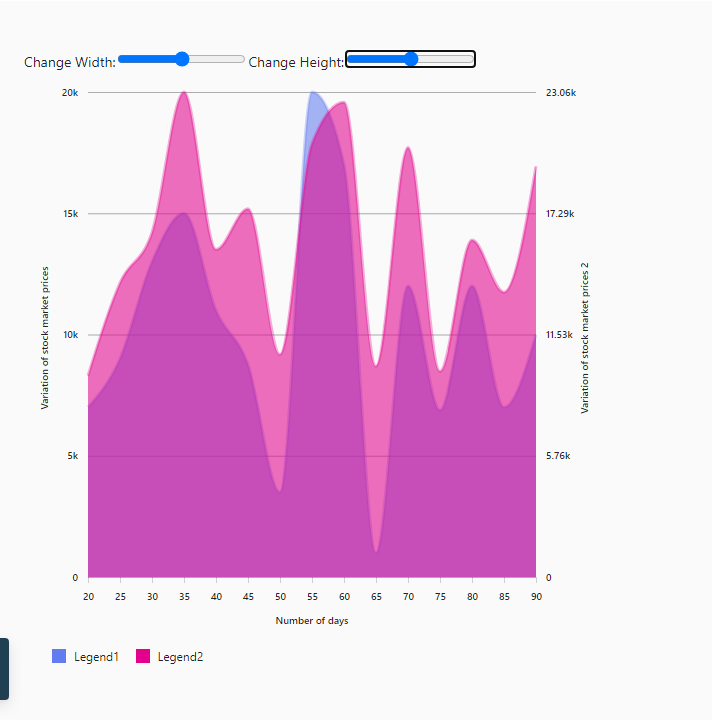 Change Width: Change Height:
20k 23.06k
15k 17.29k
10k 11.53k
5k 5.76k
0 0
Variation of stock market prices
Variation of stock market prices 2
20 25 30 35 40 45 50 55 60 65 70 75 80 85 90
Number of days
Legend1 Legend2